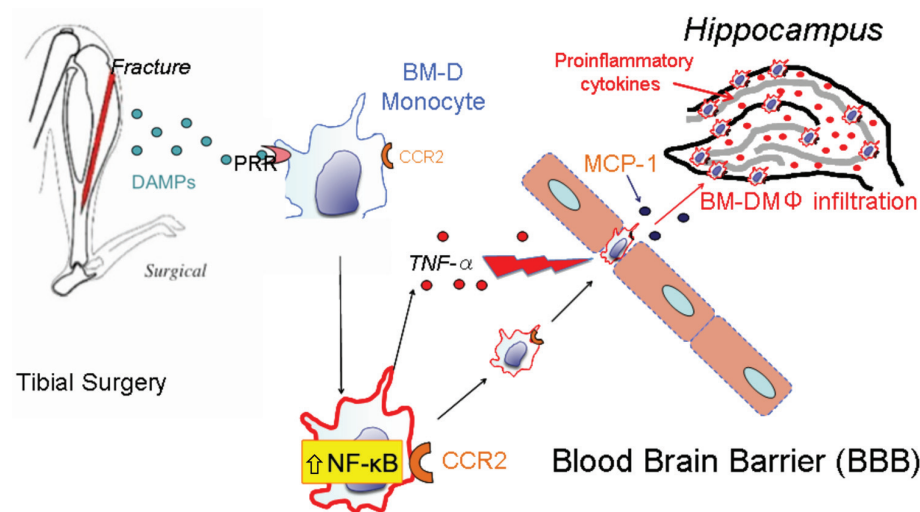 Hippocampus
Fracture
Proinflammatory
cytokines
BM-D
Monocyte
PRR
CCR2
DAMPs
MCP-1
BM-DMΦ infiltration
Surgical
TNF-α
Tibial Surgery
⇧ NF-κB
CCR2
Blood Brain Barrier (BBB)